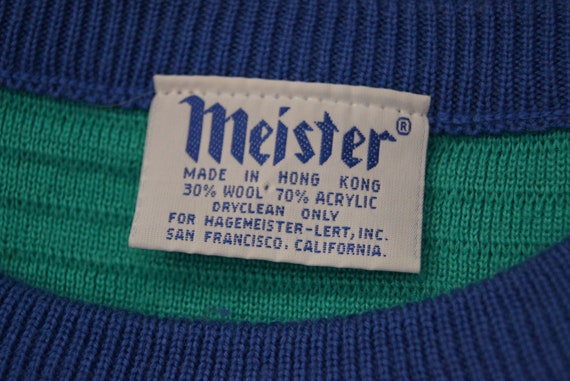 Meister®
MADE IN HONG KONG
30% WOOL 70% ACRYLIC
DRYCLEAN ONLY
FOR HAGEMEISTER-LERT, INC.
SAN FRANCISCO. CALIFORNIA.